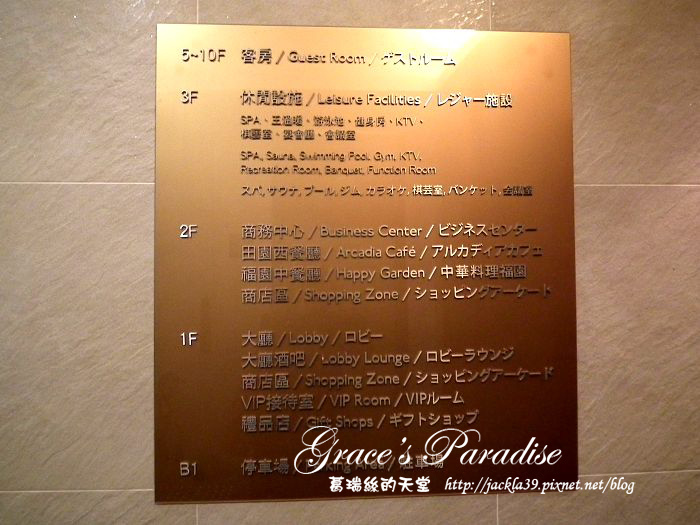 5~10F 客房 / Guest Room / ゲストルーム
3F 休閒設施 / Leisure Facilities / レジャー施設
SPA、三溫暖、游泳池、健身房、KTV、
棋藝室、宴會廳、會議室
SPA, Sauna, Swimming Pool, Gym, KTV,
Recreation Room, Banquet, Function Room
スパ, サウナ, プール, ジム, カラオケ, 棋芸室, バンケット, 会議室
2F 商務中心 / Business Center / ビジネスセンター
田園西餐廳 / Arcadia Café / アルカディアカフェ
福園中餐廳 / Happy Garden / 中華料理福園
商店區 / Shopping Zone / ショッピングアーケード
1F 大廳 / Lobby / ロビー
大廳酒吧 / Lobby Lounge / ロビーラウンジ
商店區 / Shopping Zone / ショッピングアーケード
VIP接待室 / VIP Room / VIPルーム
禮品店 / Gift Shops / ギフトショップ
B1 停車場 / Parking Area / 駐車場
Grace's Paradise
葛瑞絲的天堂 http://jackla39.pixnet.net/blog